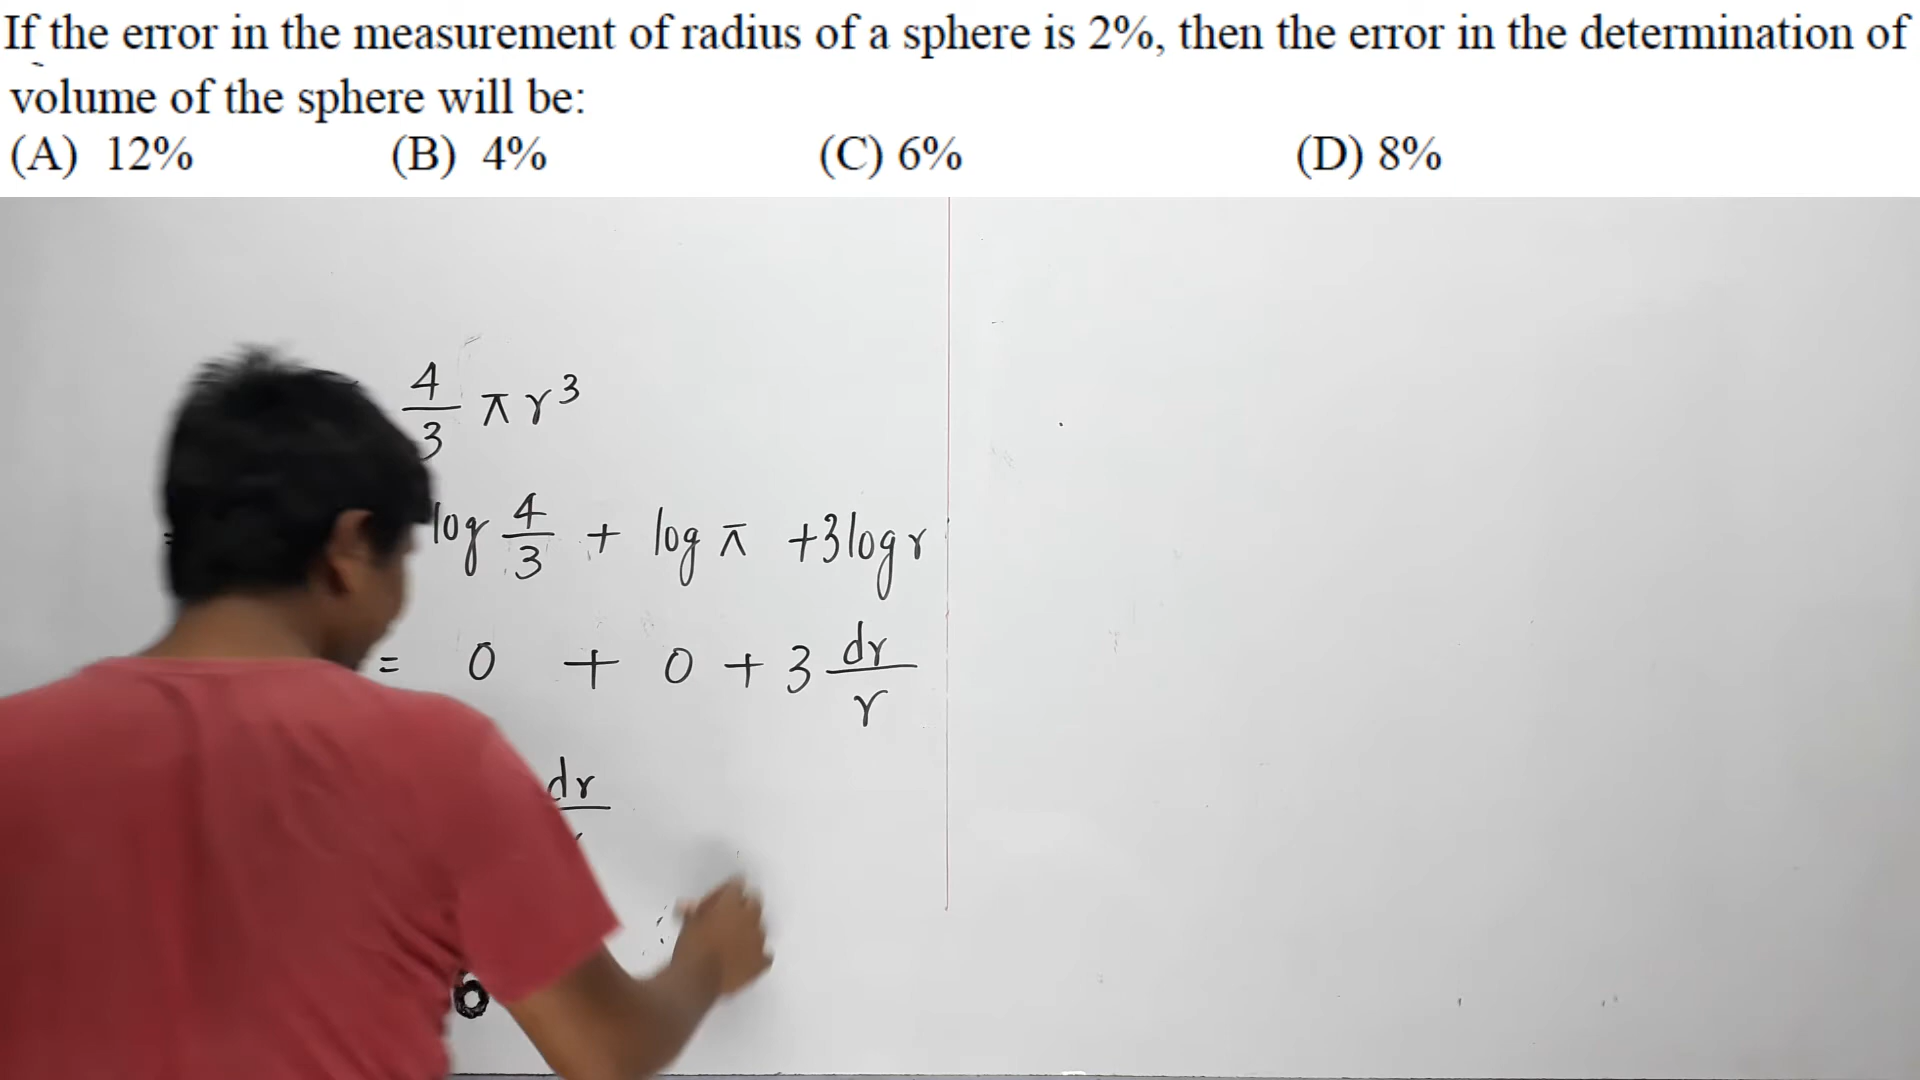 If the error in the measurement of radius of a sphere is 2%, then the error in the determination of
volume of the sphere will be:
(A) 12% (B) 4% (C) 6% (D) 8%
4/3 π r³
log 4/3 + log π +3 log r
= 0 + 0 + 3 dr/r
dr